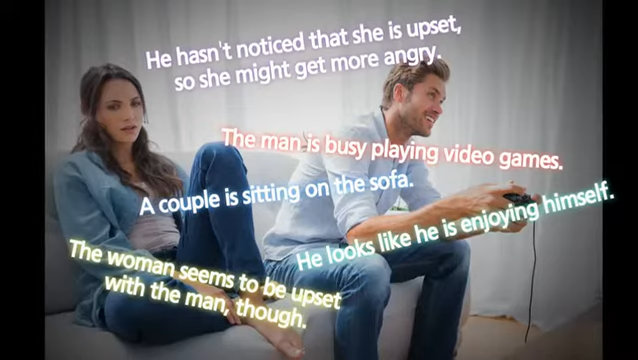 He hasn't noticed that she is upset,
so she might get more angry.
The man is busy playing video games.
A couple is sitting on the sofa.
He looks like he is enjoying himself.
The woman seems to be upset
with the man, though.